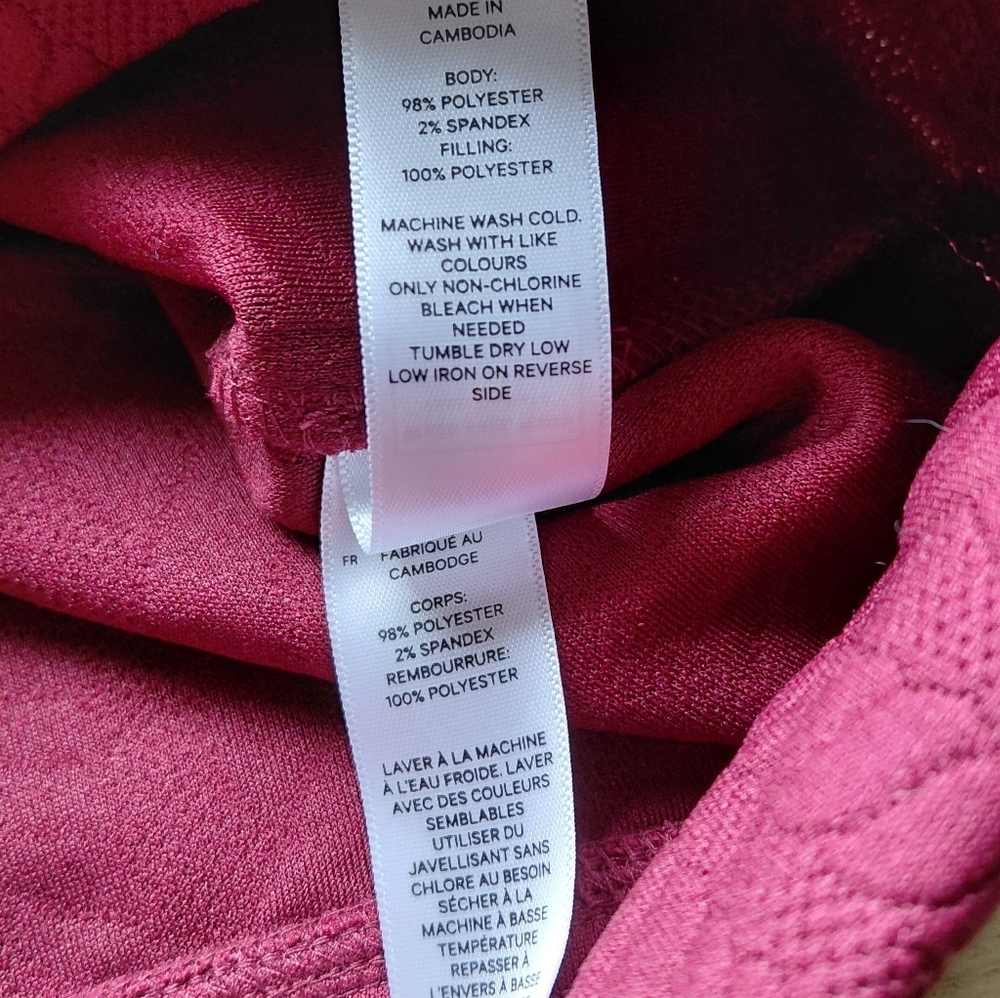 MADE IN
CAMBODIA
BODY:
98% POLYESTER
2% SPANDEX
FILLING:
100% POLYESTER
MACHINE WASH COLD.
WASH WITH LIKE
COLOURS
ONLY NON-CHLORINE
BLEACH WHEN
NEEDED
TUMBLE DRY LOW
LOW IRON ON REVERSE
SIDE
FR FABRIQUÉ AU
CAMBODGE
CORPS:
98% POLYESTER
2% SPANDEX
REMBOURRURE:
100% POLYESTER
LAVER À LA MACHINE
À L'EAU FROIDE. LAVER
AVEC DES COULEURS
SEMBLABLES
UTILISER DU
JAVELLISANT SANS
CHLORE AU BESOIN
SÉCHER À LA
MACHINE À BASSE
TEMPÉRATURE
REPASSER À
L'ENVERS À BASSE